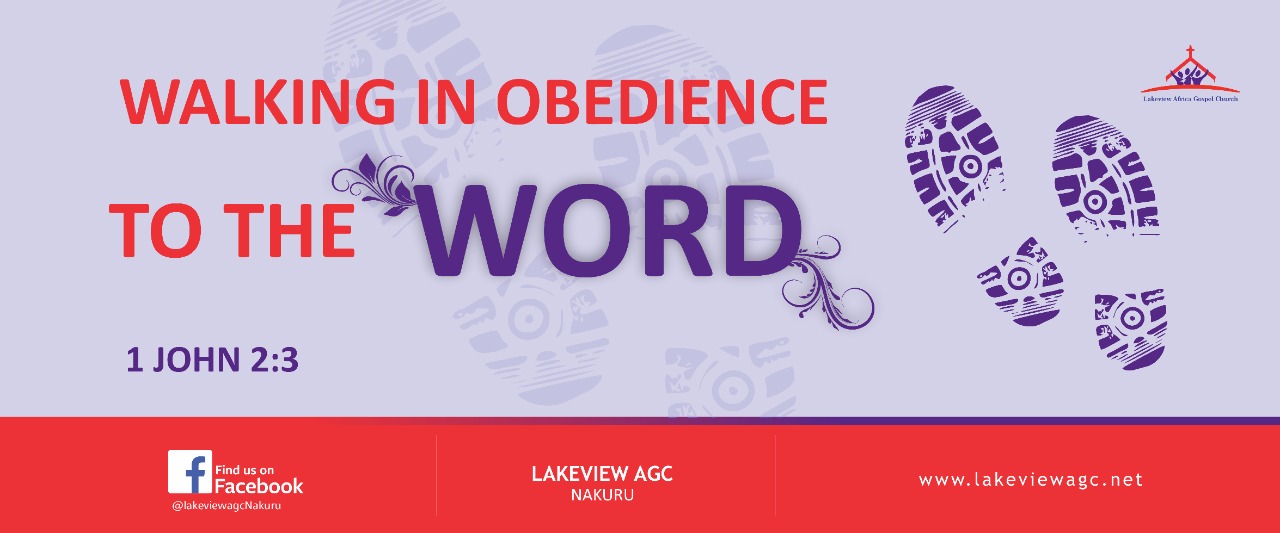 WALKING IN OBEDIENCE
TO THE WORD
1 JOHN 2:3
Lakeview Africa Gospel Church
Find us on
Facebook
@lakeviewagcNakuru
LAKEVIEW AGC
NAKURU
www.lakeviewagc.net